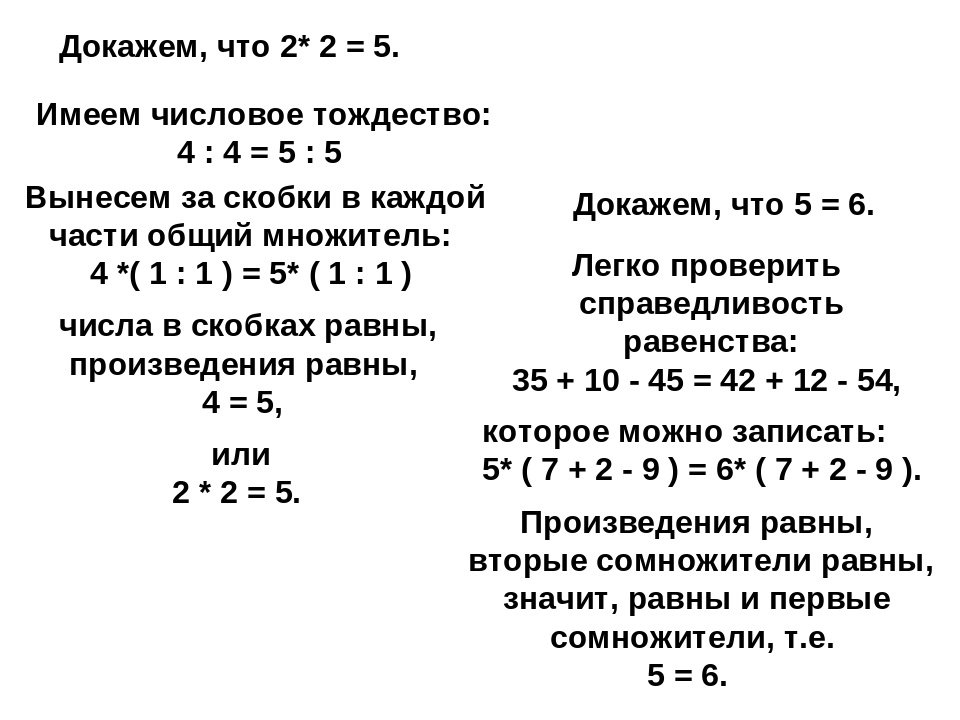 Докажем, что 2* 2 = 5.
Имеем числовое тождество:
4 : 4 = 5 : 5
Вынесем за скобки в каждой
части общий множитель:
4 *( 1 : 1 ) = 5* ( 1 : 1 )
числа в скобках равны,
произведения равны,
4 = 5,
или
2 * 2 = 5.
Докажем, что 5 = 6.
Легко проверить
справедливость
равенства:
35 + 10 - 45 = 42 + 12 - 54,
которое можно записать:
5* ( 7 + 2 - 9 ) = 6* ( 7 + 2 - 9 ).
Произведения равны,
вторые сомножители равны,
значит, равны и первые
сомножители, т.е.
5 = 6.